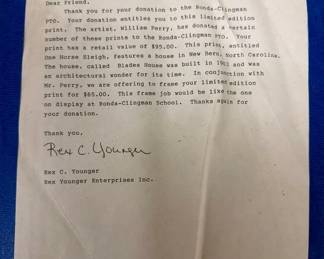 Dear Friend,
Thank you for your donation to the Ronda-Clingman
PTO. Your donation entitles you to this limited edition
print. The artist, William Perry, has donated a certain
number of these prints to the Ronda-Clingman PTO. Your
print has a retail value of $95.00. This print, entitled
One Horse Sleigh, features a house in New Bern, North Carolina.
The house, called Blades House was built in 1903 and was
an architectural wonder for its time. In conjunction with
Mr. Perry, we are offering to frame your limited edition
print for $65.00. This frame job would be like the one
on display at Ronda-Clingman School. Thanks again for
your donation.
Thank you,
Rex C. Younger
Rex C. Younger
Rex Younger Enterprises Inc.